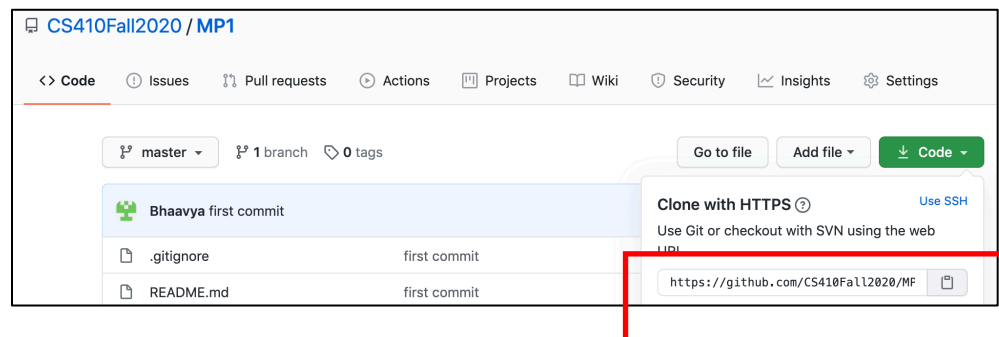 CS410Fall2020 / MP1
<> Code Issues Pull requests Actions Projects Wiki Security Insights Settings
master 1 branch 0 tags Go to file Add file Code
Bhaavya first commit
Clone with HTTPS Use SSH
Use Git or checkout with SVN using the web
URL
.gitignore first commit
https://github.com/CS410Fall2020/MP
README.md first commit